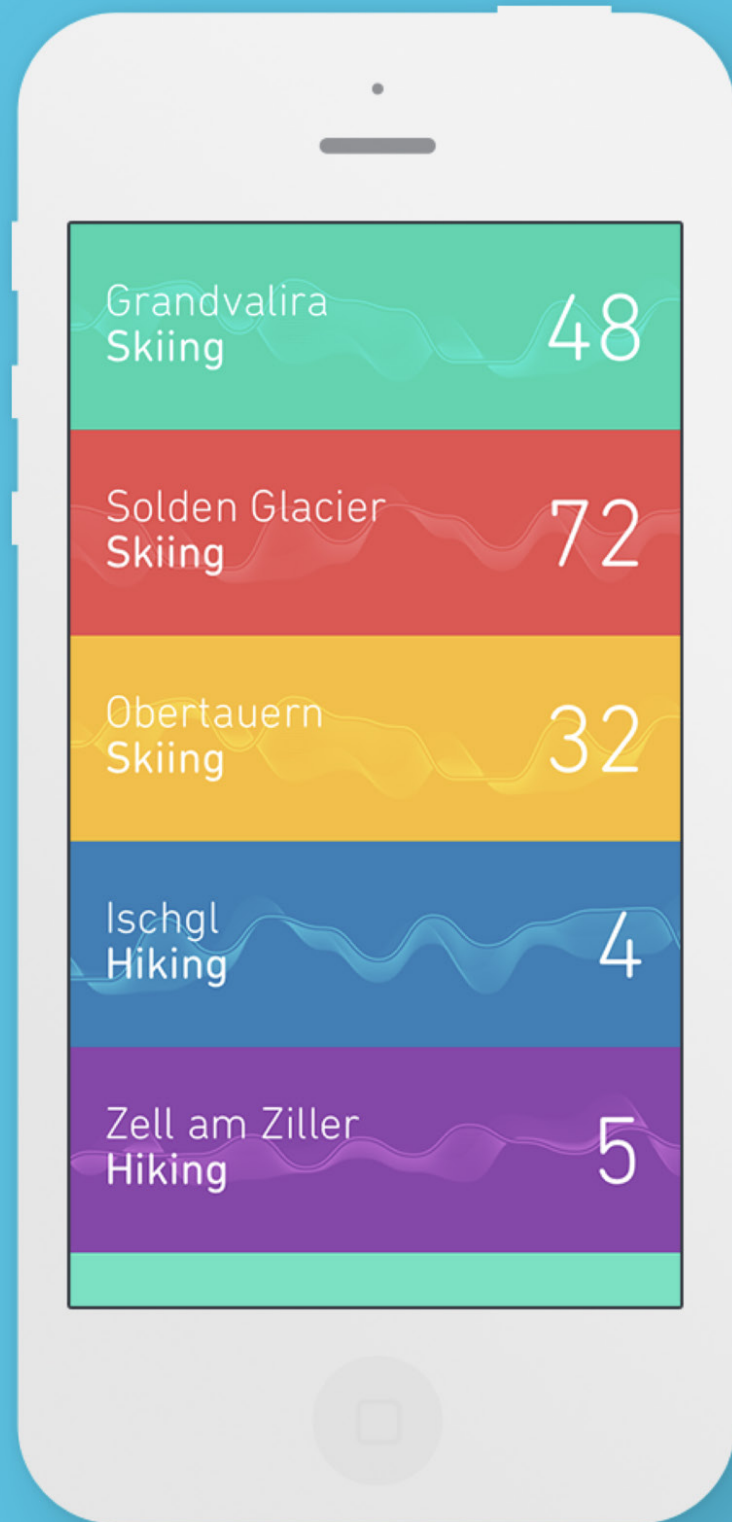 Grandvalira
48
Skiing
Solden Glacier
72
Skiing
Obertauern
32
Skiing
Ischgl
4
Hiking
Zell am Ziller
5
Hiking